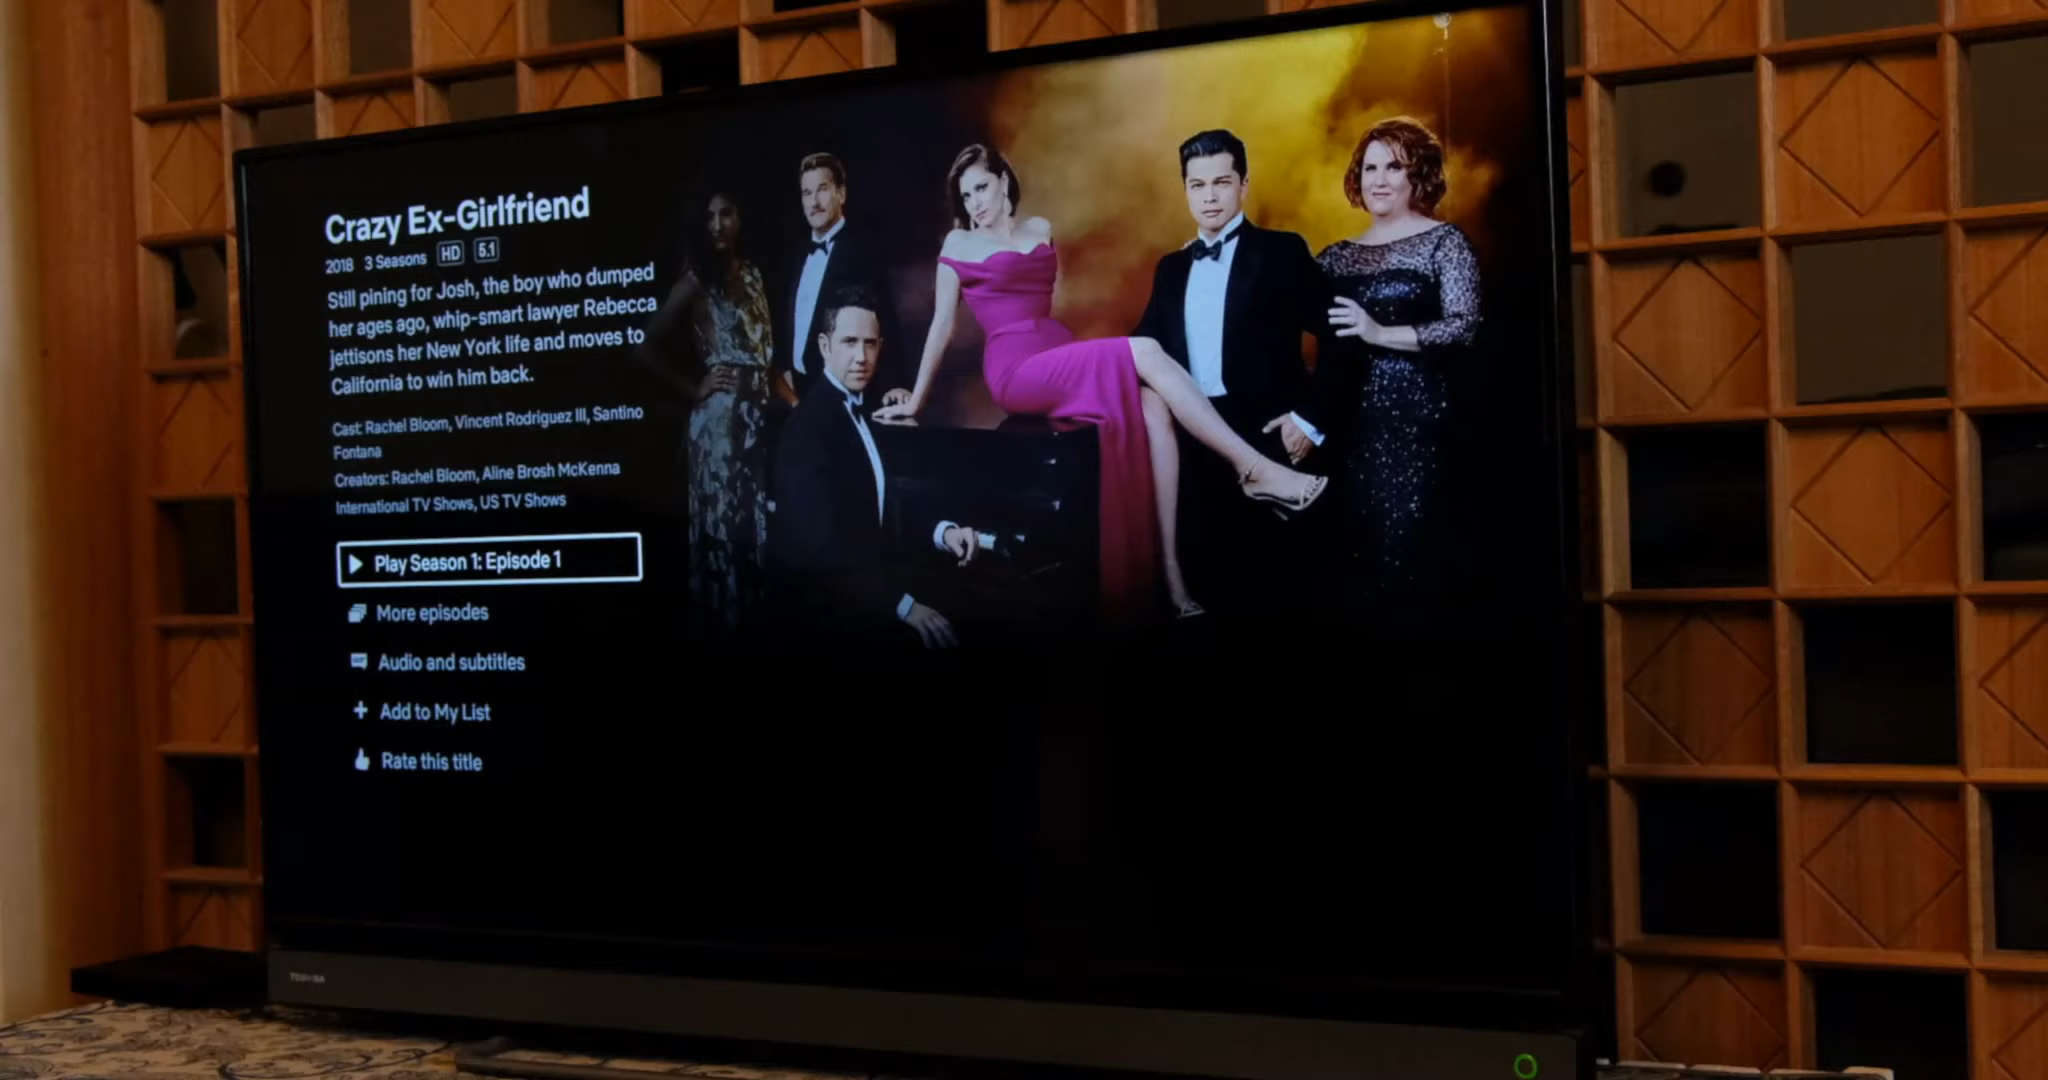 Crazy Ex-Girlfriend
2018 3 Seasons HD 5.1
Still pining for Josh, the boy who dumped
her ages ago, whip-smart lawyer Rebecca
jettisons her New York life and moves to
California to win him back.
Cast: Rachel Bloom, Vincent Rodriguez III, Santino
Fontana
Creators: Rachel Bloom, Aline Brosh McKenna
International TV Shows, US TV Shows
Play Season 1: Episode 1
More episodes
Audio and subtitles
Add to My List
Rate this title
TOSHIBA